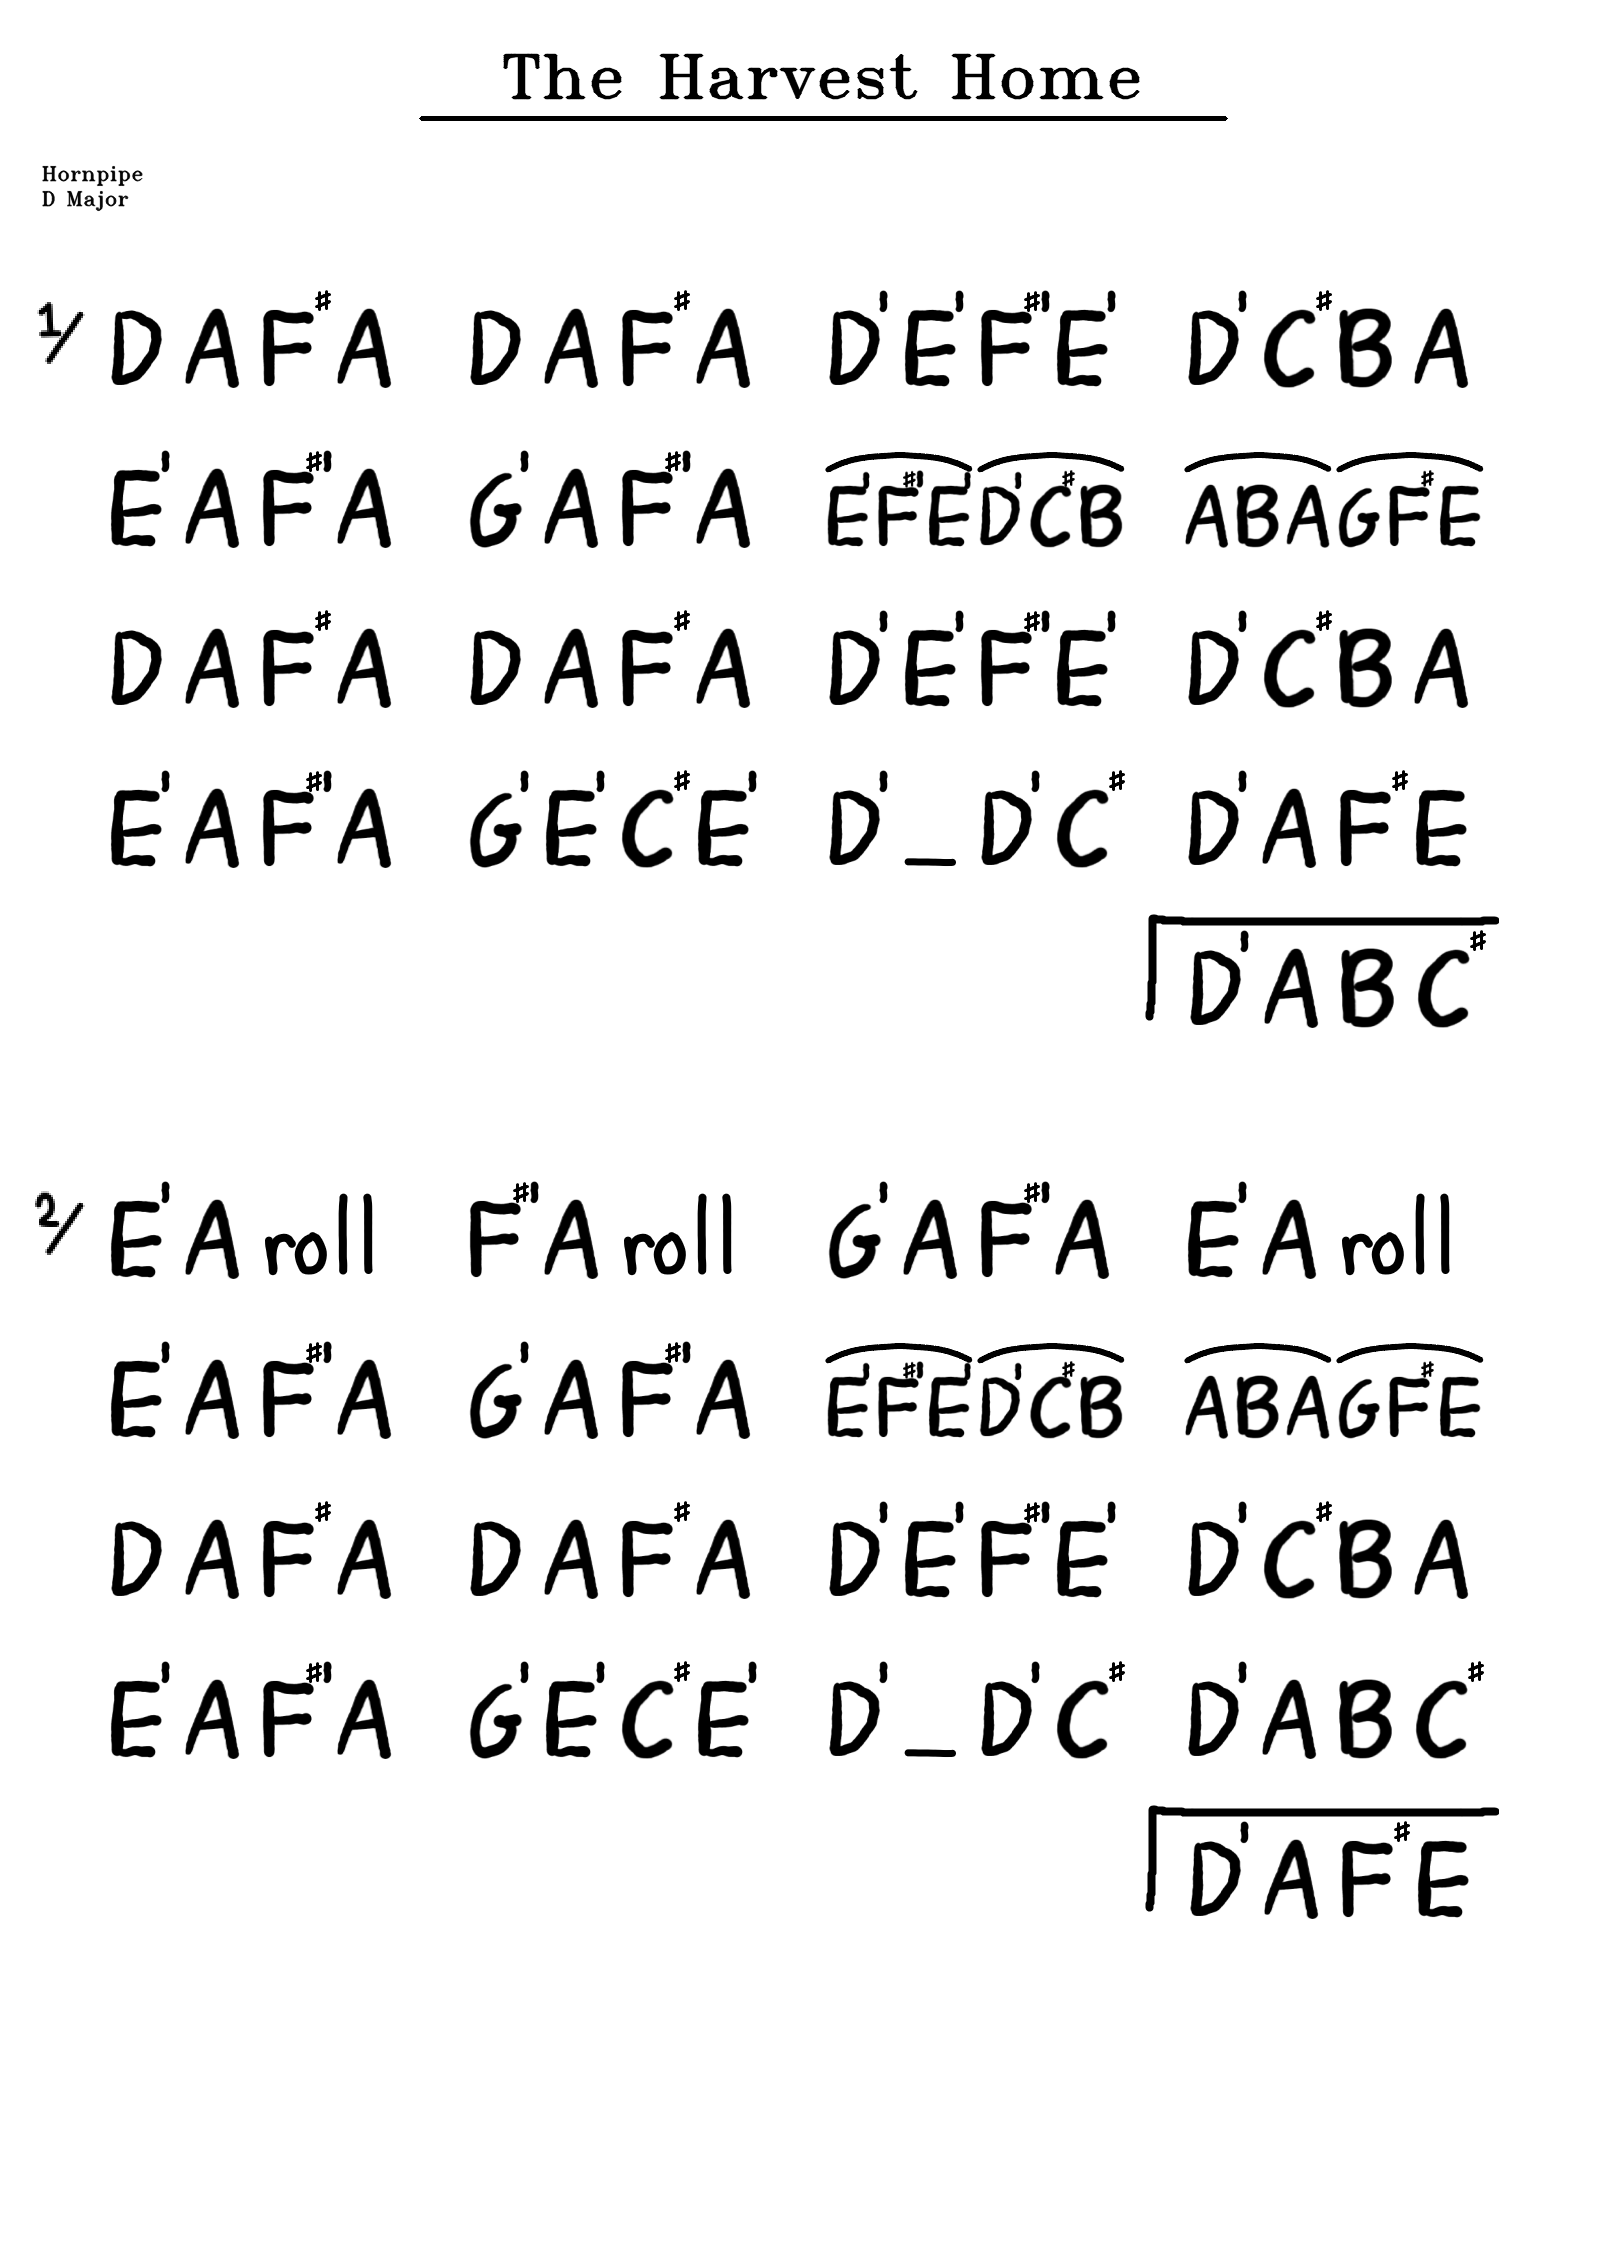 The Harvest Home
Hornpipe
D Major
1/ D A F# A D A F# A D' E' F#' E' D' C# B A
E' A F#' A G' A F#' A E' F#' E' D' C# B A B A G F# E
D A F# A D A F# A D' E' F#' E' D' C# B A
E' A F#' A G' E' C# E' D' _ D' C# D' A F# E
D' A B C#
2/ E' A roll F#' A roll G' A F#' A E' A roll
E' A F#' A G' A F#' A E' F#' E' D' C# B A B A G F# E
D A F# A D A F# A D' E' F#' E' D' C# B A
E' A F#' A G' E' C# E' D' _ D' C# D' A B C#
D' A F# E